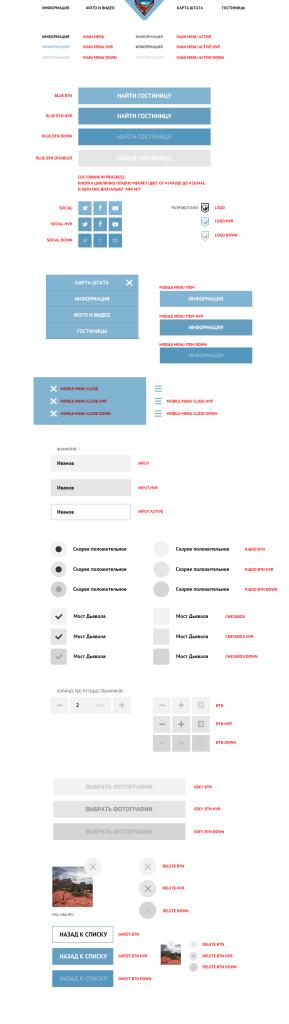 ИНФОРМАЦИЯ ФОТО И ВИДЕО КАРТА ШТАТА ГОСТИНИЦЫ
ИНФОРМАЦИЯ MAIN MENU ИНФОРМАЦИЯ MAIN MENU ACTIVE
ИНФОРМАЦИЯ MAIN MENU HVR ИНФОРМАЦИЯ MAIN MENU ACTIVE HVR
ИНФОРМАЦИЯ MAIN MENU DOWN ИНФОРМАЦИЯ MAIN MENU ACTIVE DOWN
BLUE BTN НАЙТИ ГОСТИНИЦУ
BLUE BTN HVR НАЙТИ ГОСТИНИЦУ
BLUE BTN DOWN НАЙТИ ГОСТИНИЦУ
BLUE BTN DISABLED НАЙТИ ГОСТИНИЦУ
СОСТОЯНИЕ IN PROGRESS:
КНОПКА ЦИКЛИЧНО ПЛАВНО МЕНЯЕТ ЦВЕТ ОТ
И ОБРАТНО, ВИЗУАЛЬНО "МИГАЕТ"
SOCIAL РАЗРАБОТАНО LOGO
SOCIAL HVR LOGO HVR
SOCIAL DOWN LOGO DOWN
КАРТА ШТАТА
ИНФОРМАЦИЯ
ФОТО И ВИДЕО
ГОСТИНИЦЫ
MOBILE MENU ITEM
ИНФОРМАЦИЯ
MOBILE MENU ITEM HVR
ИНФОРМАЦИЯ
MOBILE MENU ITEM DOWN
ИНФОРМАЦИЯ
MOBILE MENU CLOSE
MOBILE MENU CLOSE HVR MOBILE MENU CLOSE HVR
MOBILE MENU CLOSE DOWN MOBILE MENU CLOSE DOWN
ФАМИЛИЯ: *
Иванов INPUT
Иванов INPUT HVR
Иванов INPUT ACTIVE
Скорее положительное Скорее положительное RADIO BTN
Скорее положительное Скорее положительное RADIO BTN HVR
Скорее положительное Скорее положительное RADIO BTN DOWN
Мост Дьявола Мост Дьявола CHECKBOX
Мост Дьявола Мост Дьявола CHECKBOX HVR
Мост Дьявола Мост Дьявола CHECKBOX DOWN
КОЛИЧЕСТВО ПУТЕШЕСТВЕННИКОВ: *
2 ЧЕЛ BTN
BTN HVR
BTN DOWN
ВЫБРАТЬ ФОТОГРАФИИ GREY BTN
ВЫБРАТЬ ФОТОГРАФИИ GREY BTN HVR
ВЫБРАТЬ ФОТОГРАФИИ GREY BTN DOWN
DELETE BTN
DELETE HVR
DELETE DOWN
НАЗАД К СПИСКУ GHOST BTN
НАЗАД К СПИСКУ GHOST BTN HVR
НАЗАД К СПИСКУ GHOST BTN DOWN
DELETE BTN
DELETE BTN HVR
DELETE BTN DOWN